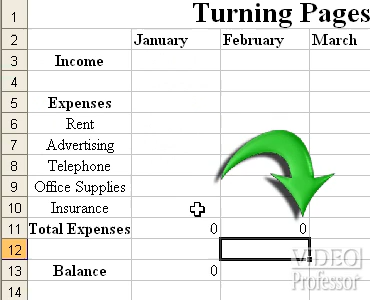 1 Turning Pages
2 January February March
3 Income
4
5 Expenses
6 Rent
7 Advertising
8 Telephone
9 Office Supplies
10 Insurance
11 Total Expenses 0 0
12
13 Balance 0
14
VIDEO
Professor